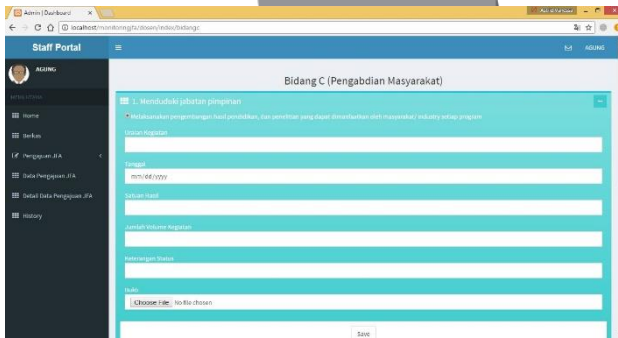 Admin | Dashboard
localhost/monitoringjfa/dosen/index/bidangc
Staff Portal
AGUNG
AGUNG
Home
Berkas
Pengajuan JFA
Data Pengajuan JFA
Detail Data Pengajuan JFA
History
Bidang C (Pengabdian Masyarakat)
1. Menduduki jabatan pimpinan
* Melaksanakan pengembangan hasil pendidikan, dan penelitian yang dapat dimanfaatkan oleh masyarakat/ industry setiap program
Uraian Kegiatan
Tanggal
mm/dd/yyyy
Satuan Hasil
Jumlah Volume Kegiatan
Keterangan Status
Bukti
Choose File No file chosen
Save